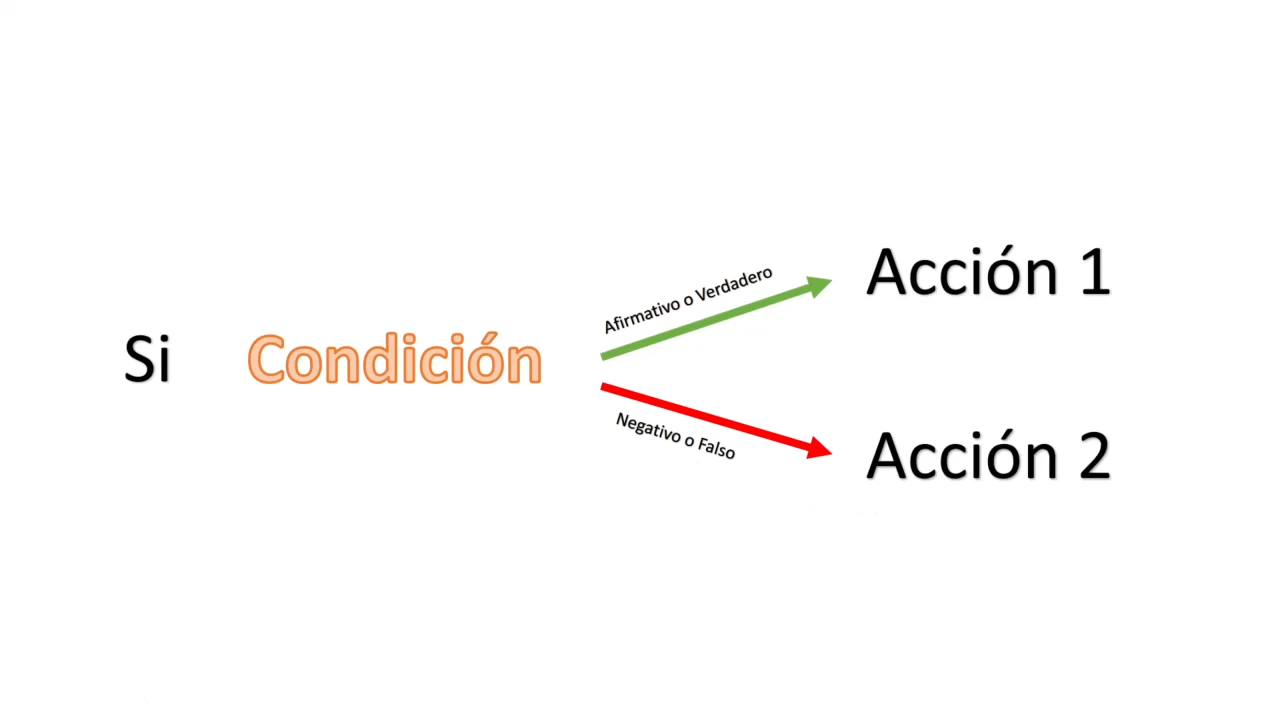 Si
Condición
Afirmativo o Verdadero
Acción 1
Negativo o Falso
Acción 2